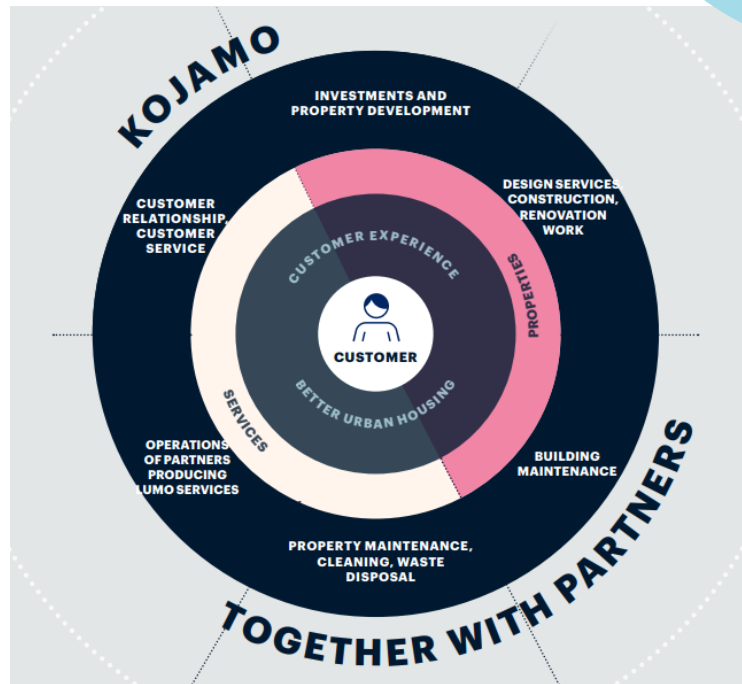 KOJAMO
INVESTMENTS AND
PROPERTY DEVELOPMENT
DESIGN SERVICES,
CONSTRUCTION,
RENOVATION
WORK
CUSTOMER
RELATIONSHIP,
CUSTOMER
SERVICE
CUSTOMER EXPERIENCE
PROPERTIES
CUSTOMER
BETTER URBAN HOUSING
SERVICES
OPERATIONS
OF PARTNERS
PRODUCING
LUMO SERVICES
BUILDING
MAINTENANCE
PROPERTY MAINTENANCE,
CLEANING, WASTE
DISPOSAL
TOGETHER WITH PARTNERS